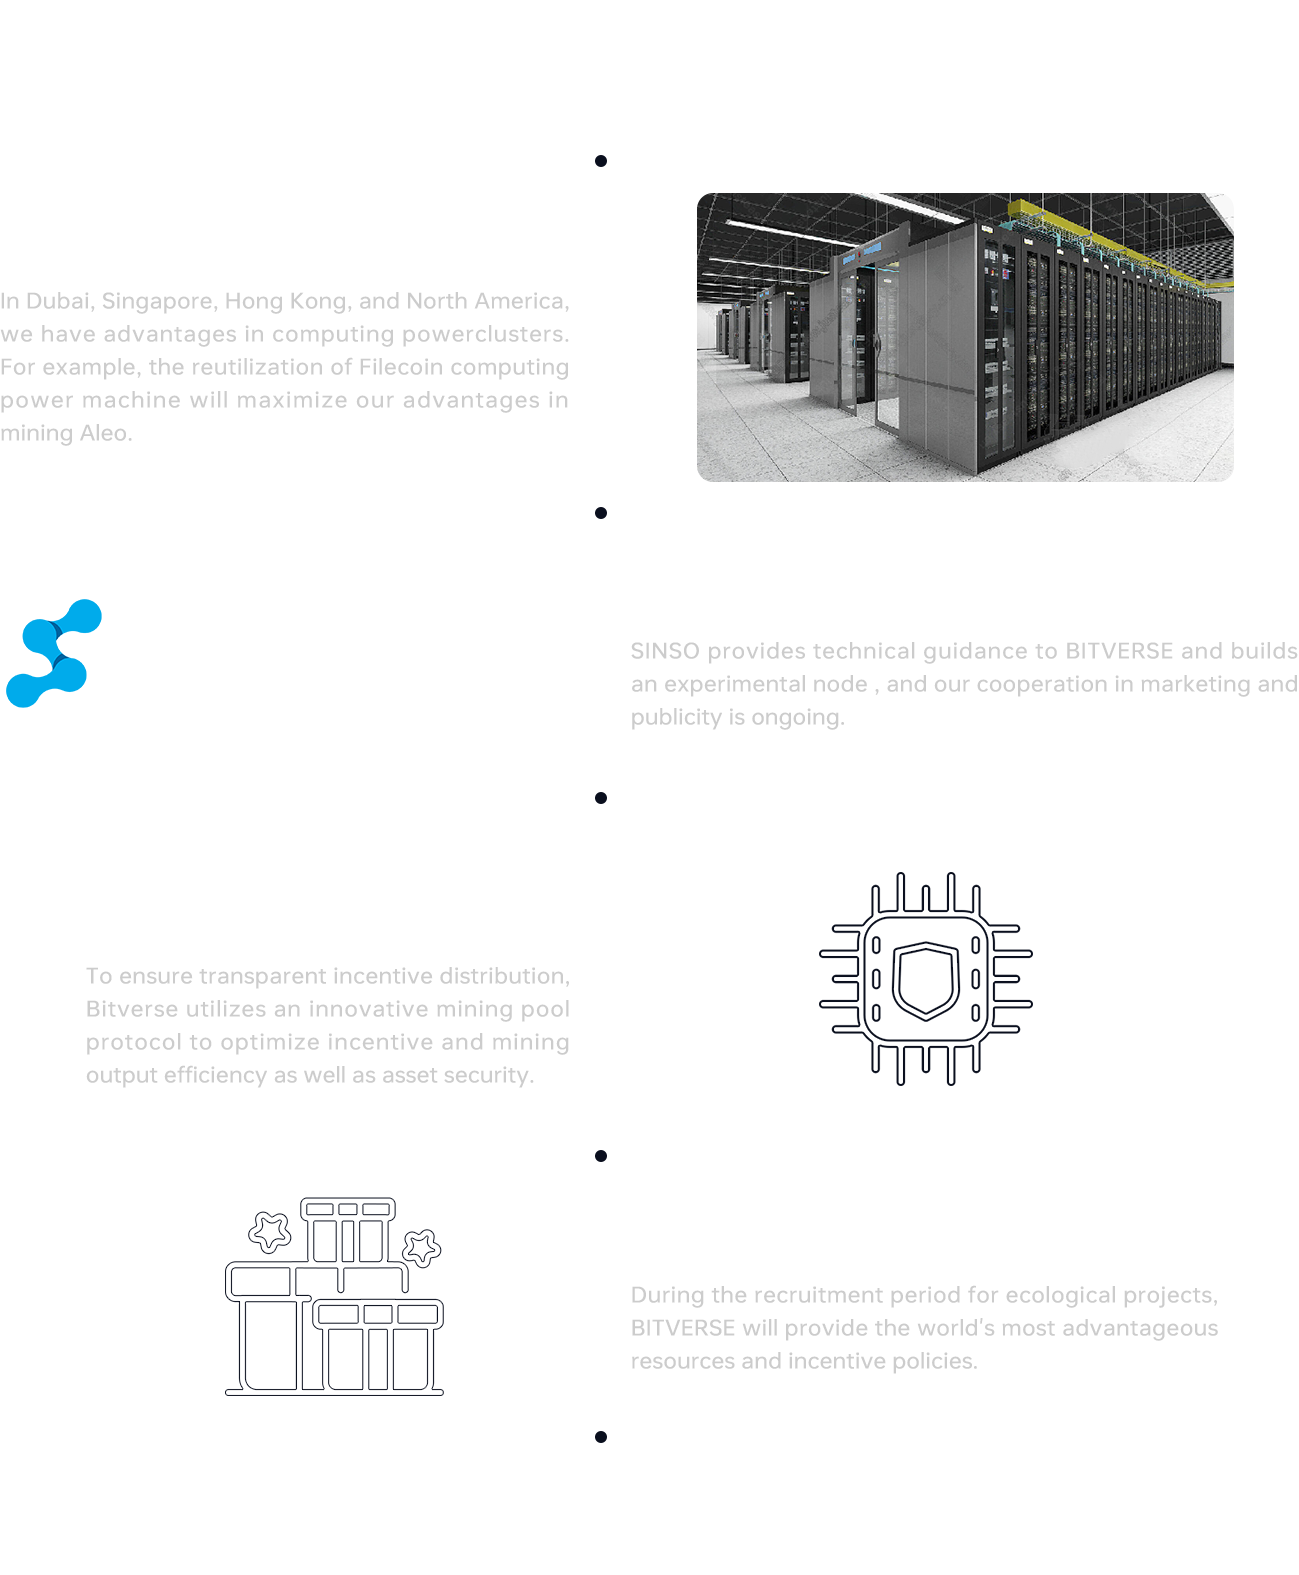 In Dubai, Singapore, Hong Kong, and North America,
we have advantages in computing powerclusters.
For example, the reutilization of Filecoin computing
power machine will maximize our advantages in
mining Aleo.
SINSO provides technical guidance to BITVERSE and builds
an experimental node , and our cooperation in marketing and
publicity is ongoing.
To ensure transparent incentive distribution,
Bitverse utilizes an innovative mining pool
protocol to optimize incentive and mining
output efficiency as well as asset security.
During the recruitment period for ecological projects,
BITVERSE will provide the world's most advantageous
resources and incentive policies.